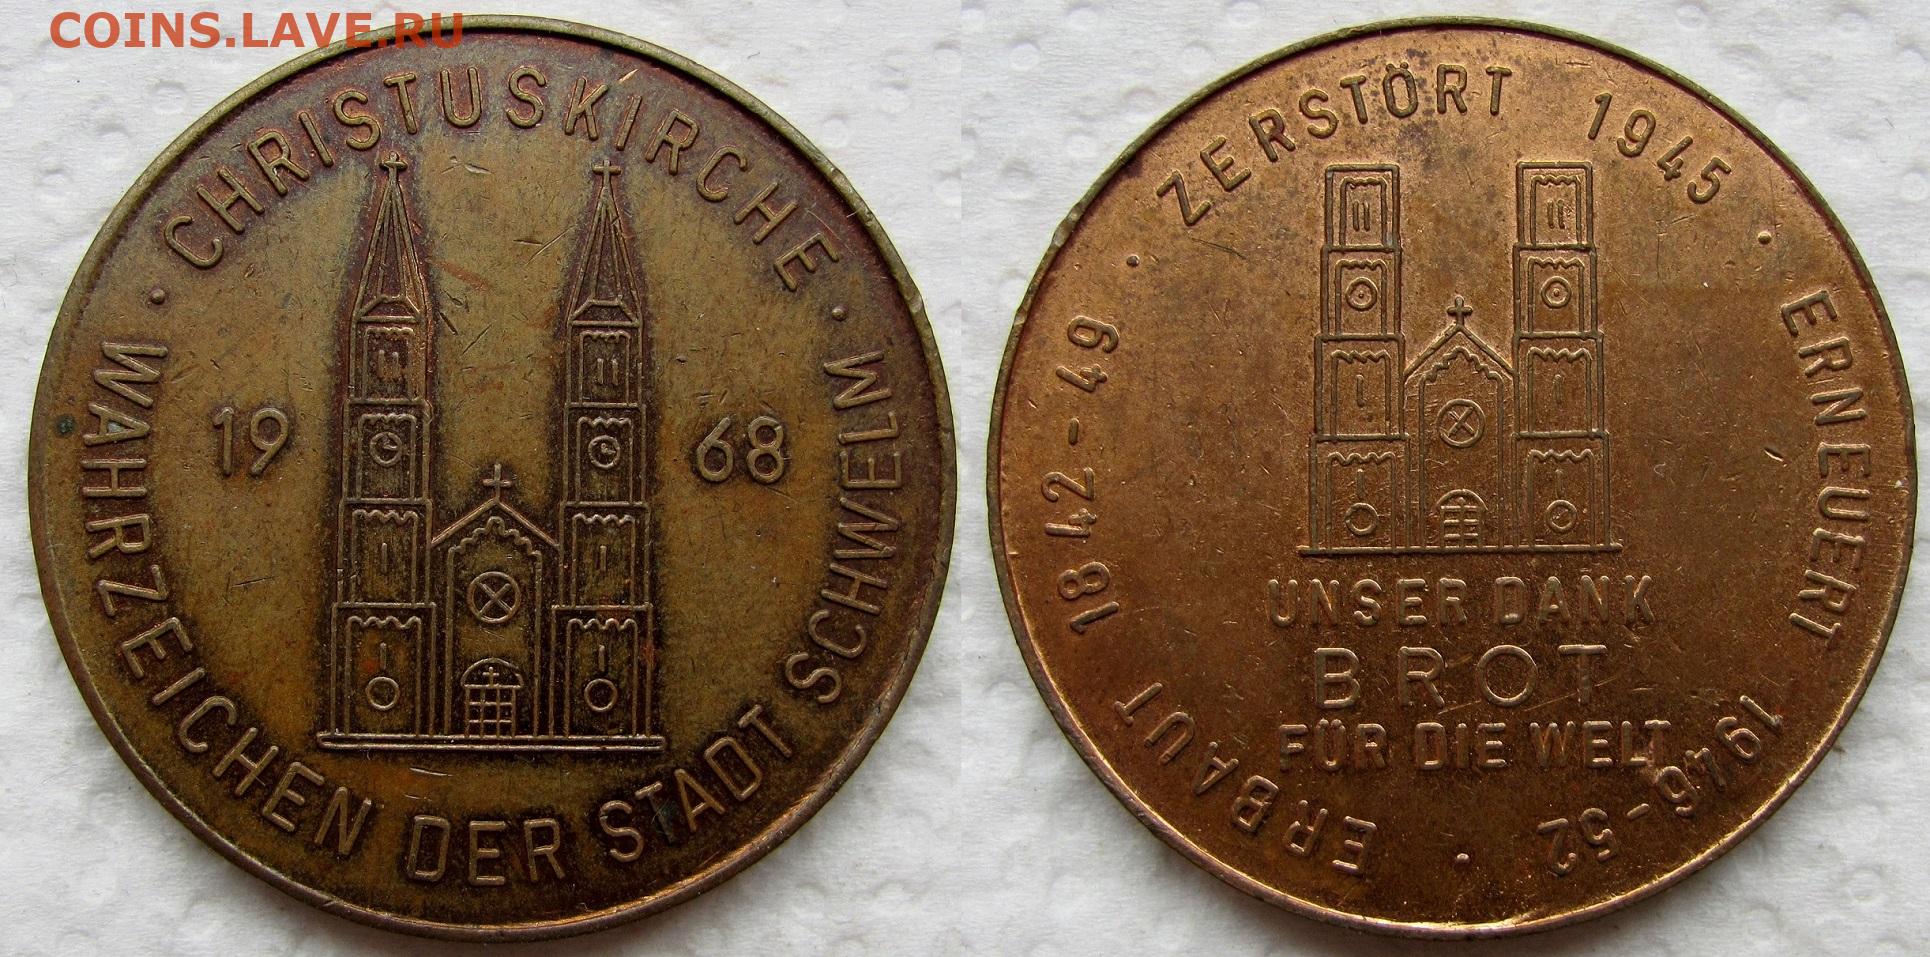 COINS.LAVE.RU
· CHRISTUSKIRCHE ·
WAHRZEICHEN DER STADT SCHWELM
19 68
ERBAUT 1842-49 · ZERSTÖRT 1945 · ERNEUERT 1946-52 ·
UNSER DANK
BROT
FÜR DIE WELT